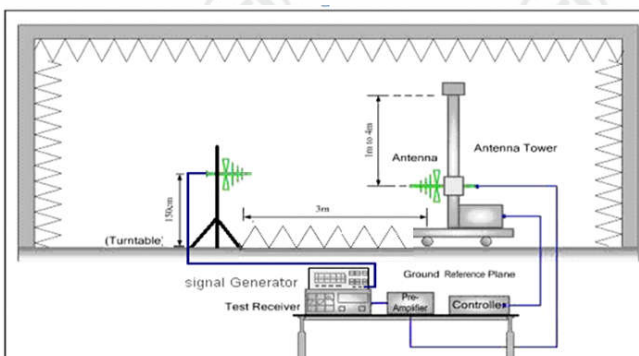 1m to 4m
Antenna
Antenna Tower
150cm
3m
(Turntable)
Ground Reference Plane
signal Generator
Test Receiver
Pre-
Amplifier
Controller